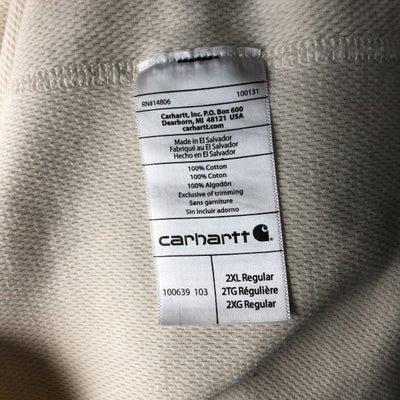 RN#14806 100131
Carhartt, Inc. P.O. Box 600
Dearborn, MI 48121 USA
carhartt.com
Made in El Salvador
Fabriqué au El Salvador
Hecho en El Salvador
100% Cotton
100% Coton
100% Algodón
Exclusive of trimming
Sans garniture
Sin incluir adorno
carhartt
100639 103
2XL Regular
2TG Régulière
2XG Regular